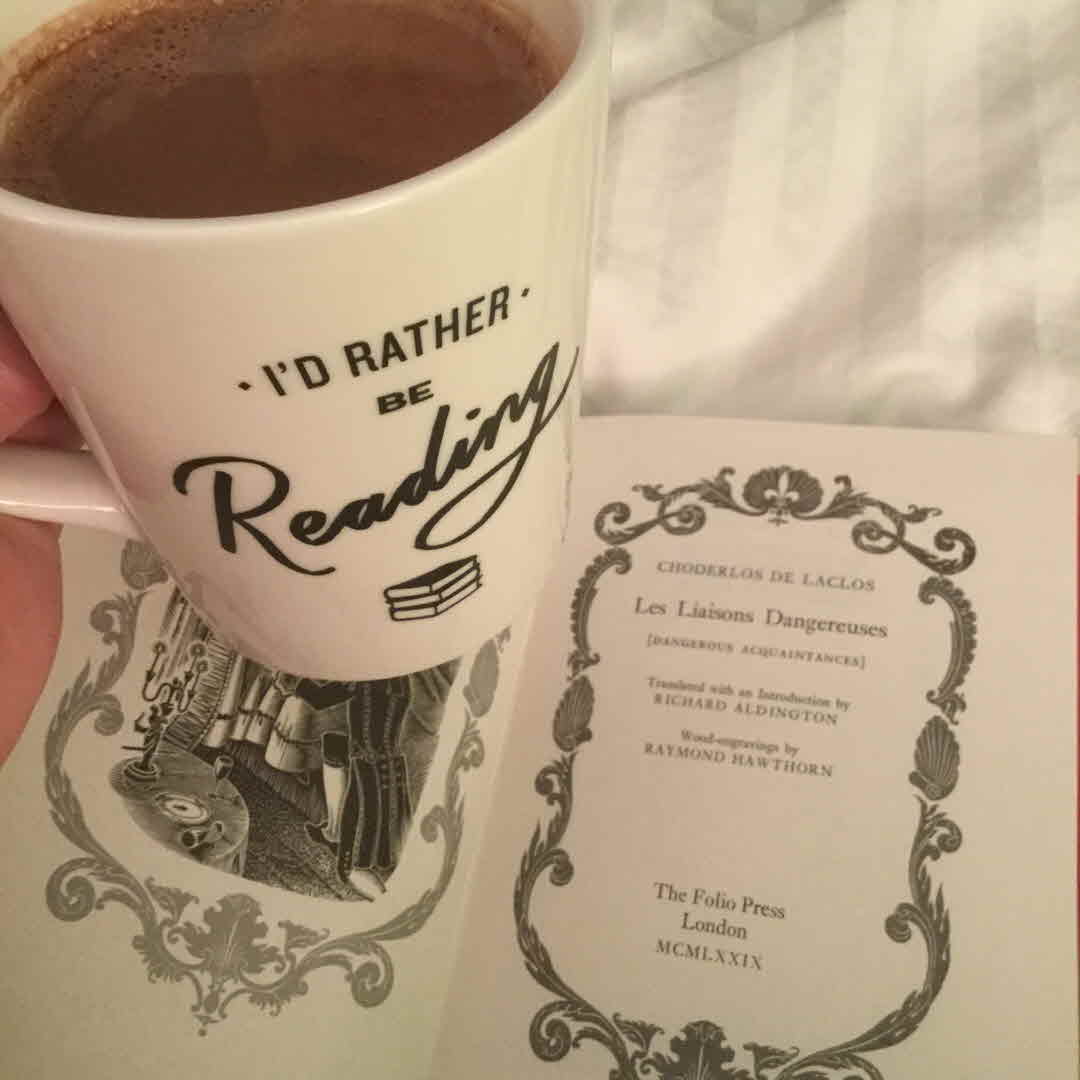 · I'D RATHER ·
BE
Reading
CHODERLOS DE LACLOS
Les Liaisons Dangereuses
[DANGEROUS ACQUAINTANCES]
Translated with an Introduction by
RICHARD ALDINGTON
Wood-engravings by
RAYMOND HAWTHORN
The Folio Press
London
MCMLXXIX